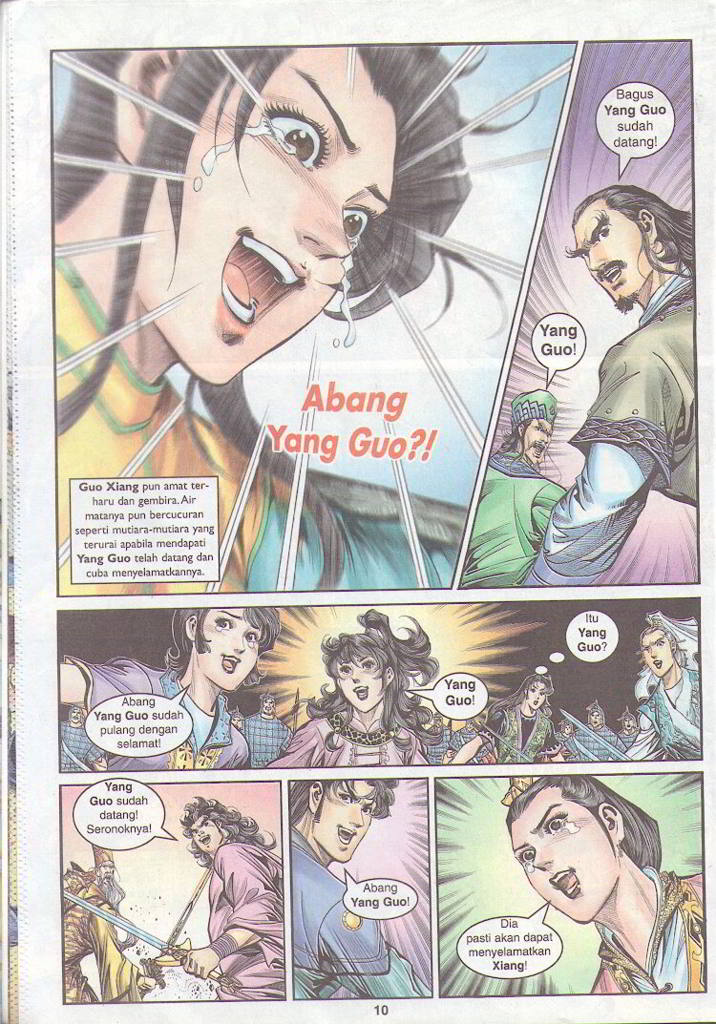 Abang
Yang Guo?!
Guo Xiang pun amat ter-
haru dan gembira. Air
matanya pun bercucuran
seperti mutiara-mutiara yang
terurai apabila mendapati
Yang Guo telah datang dan
cuba menyelamatkannya.
Bagus
Yang Guo
sudah
datang!
Yang
Guo!
Abang
Yang Guo sudah
pulang dengan
selamat!
Yang
Guo!
Itu
Yang
Guo?
Yang
Guo sudah
datang!
Seronoknya!
Abang
Yang Guo!
Dia
pasti akan dapat
menyelamatkan
Xiang!
10